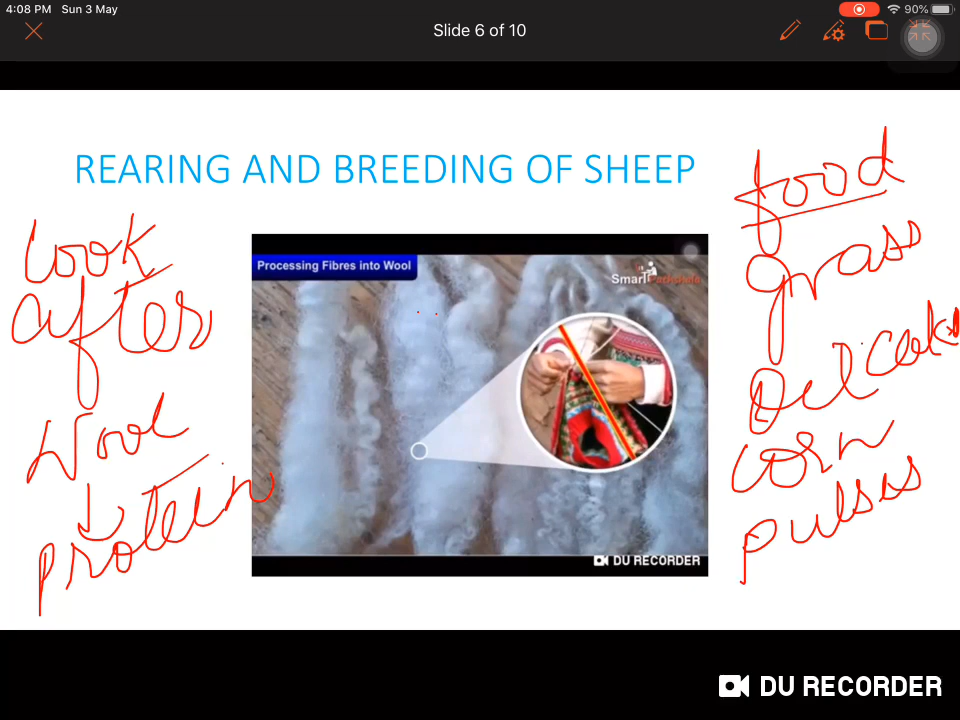 4:08 PM Sun 3 May
90%
Slide 6 of 10
REARING AND BREEDING OF SHEEP
Look
after
Wool
protein
Processing Fibres into Wool
Smart
DU RECORDER
food
grass
Oil cake
corn
pulses
DU RECORDER